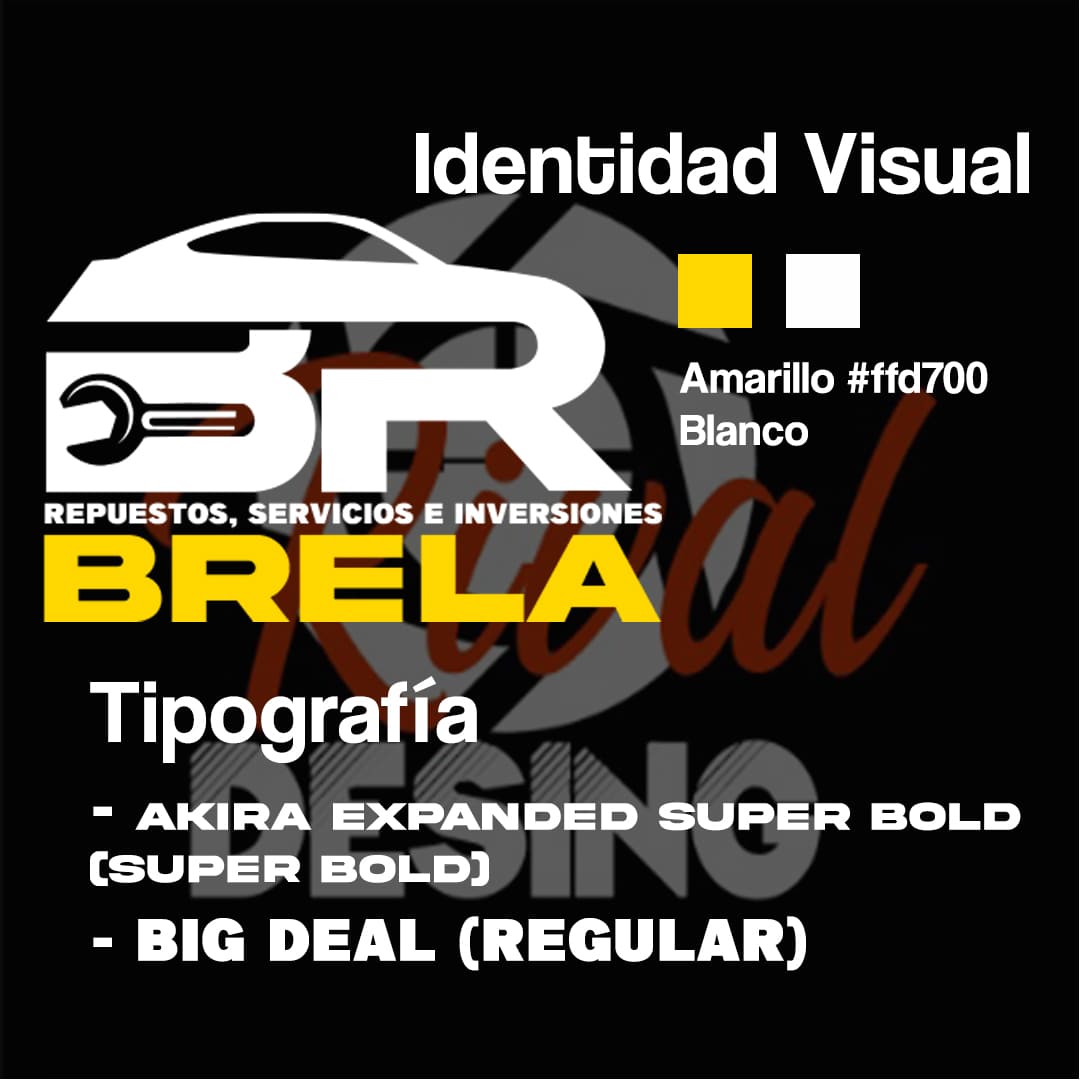 Identidad Visual
Amarillo #ffd700
Blanco
BR
REPUESTOS, SERVICIOS E INVERSIONES
BRELA
Rival
DESING
Tipografía
- AKIRA EXPANDED SUPER BOLD
(SUPER BOLD)
- BIG DEAL (REGULAR)